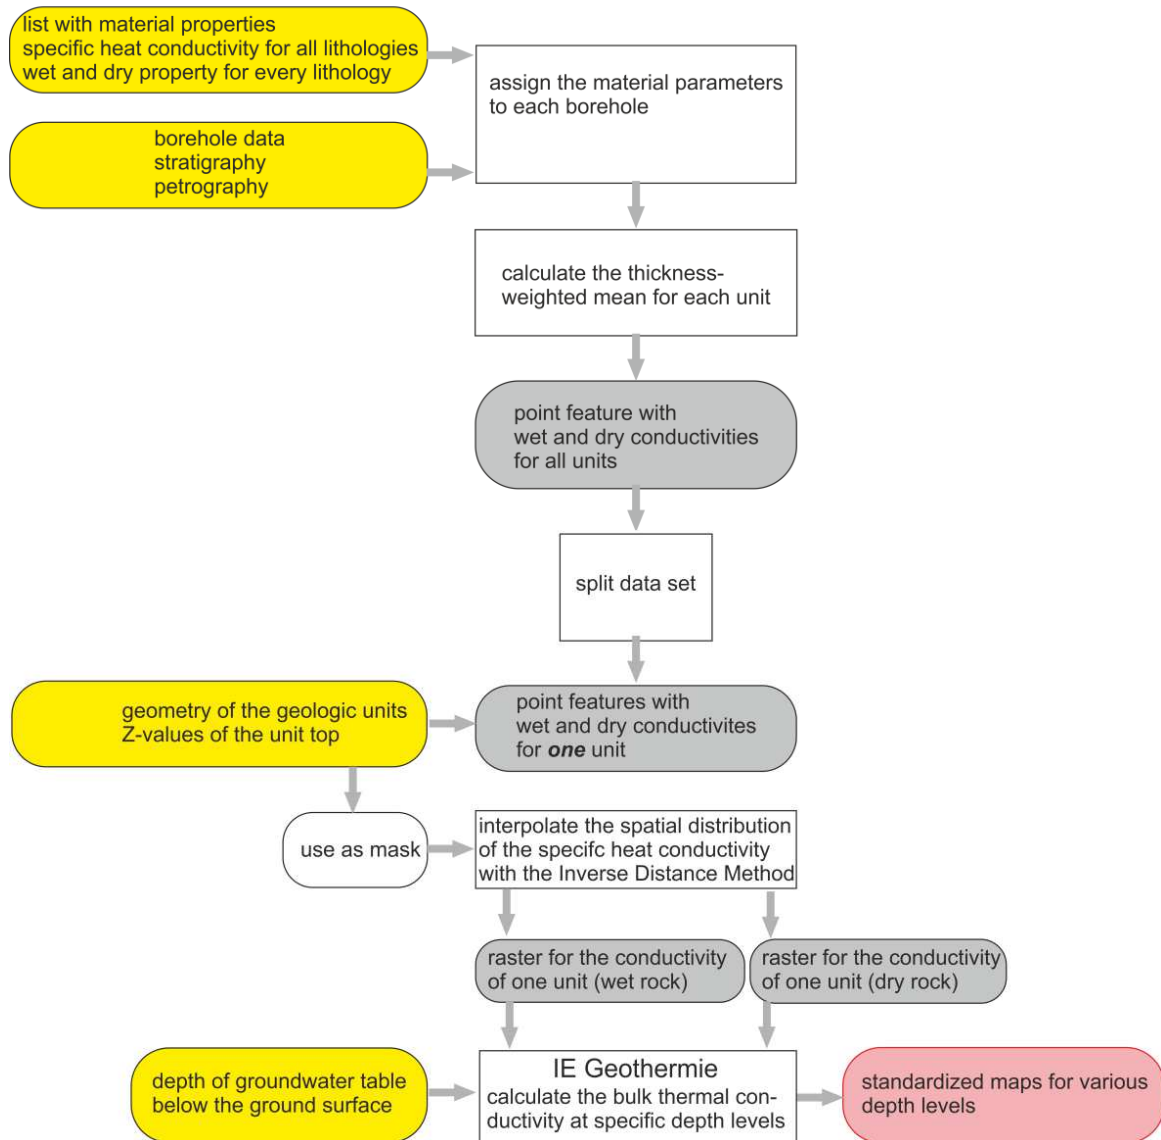 list with material properties
specific heat conductivity for all lithologies
wet and dry property for every lithology
assign the material parameters
to each borehole
borehole data
stratigraphy
petrography
calculate the thickness-
weighted mean for each unit
point feature with
wet and dry conductivities
for all units
split data set
geometry of the geologic units
Z-values of the unit top
point features with
wet and dry conductivites
for one unit
use as mask
interpolate the spatial distribution
of the specifc heat conductivity
with the Inverse Distance Method
raster for the conductivity
of one unit (wet rock)
raster for the conductivity
of one unit (dry rock)
depth of groundwater table
below the ground surface
IE Geothermie
calculate the bulk thermal con-
ductivity at specific depth levels
standardized maps for various
depth levels